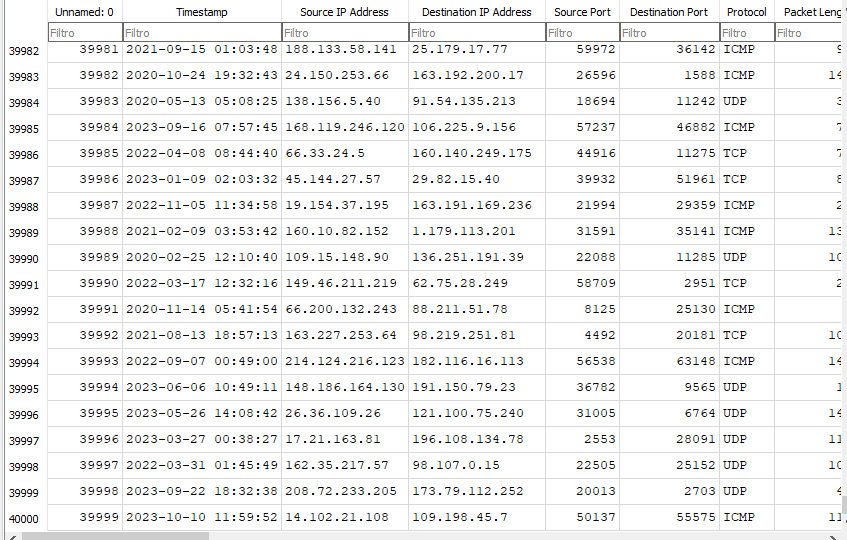 Unnamed: 0 Timestamp Source IP Address Destination IP Address Source Port Destination Port Protocol Packet Leng
Filtro Filtro Filtro Filtro Filtro Filtro Filtro Filtro
39982 39981 2021-09-15 01:03:48 188.133.58.141 25.179.17.77 59972 36142 ICMP 9
39983 39982 2020-10-24 19:32:43 24.150.253.66 163.192.200.17 26596 1588 ICMP 14
39984 39983 2020-05-13 05:08:25 138.156.5.40 91.54.135.213 18694 11242 UDP 3
39985 39984 2023-09-16 07:57:45 168.119.246.120 106.225.9.156 57237 46882 ICMP 7
39986 39985 2022-04-08 08:44:40 66.33.24.5 160.140.249.175 44916 11275 TCP 7
39987 39986 2023-01-09 02:03:32 45.144.27.57 29.82.15.40 39932 51961 TCP 8
39988 39987 2022-11-05 11:34:58 19.154.37.195 163.191.169.236 21994 29359 ICMP 2
39989 39988 2021-02-09 03:53:42 160.10.82.152 1.179.113.201 31591 35141 ICMP 13
39990 39989 2020-02-25 12:10:40 109.15.148.90 136.251.191.39 22088 11285 UDP 10
39991 39990 2022-03-17 12:32:16 149.46.211.219 62.75.28.249 58709 2951 TCP 2
39992 39991 2020-11-14 05:41:54 66.200.132.243 88.211.51.78 8125 25130 ICMP
39993 39992 2021-08-13 18:57:13 163.227.253.64 98.219.251.81 4492 20181 TCP 10
39994 39993 2022-09-07 00:49:00 214.124.216.123 182.116.16.113 56538 63148 ICMP 14
39995 39994 2023-06-06 10:49:11 148.186.164.130 191.150.79.23 36782 9565 UDP 1
39996 39995 2023-05-26 14:08:42 26.36.109.26 121.100.75.240 31005 6764 UDP 14
39997 39996 2023-03-27 00:38:27 17.21.163.81 196.108.134.78 2553 28091 UDP 11
39998 39997 2022-03-31 01:45:49 162.35.217.57 98.107.0.15 22505 25152 UDP 10
39999 39998 2023-09-22 18:32:38 208.72.233.205 173.79.112.252 20013 2703 UDP 4
40000 39999 2023-10-10 11:59:52 14.102.21.108 109.198.45.7 50137 55575 ICMP 11